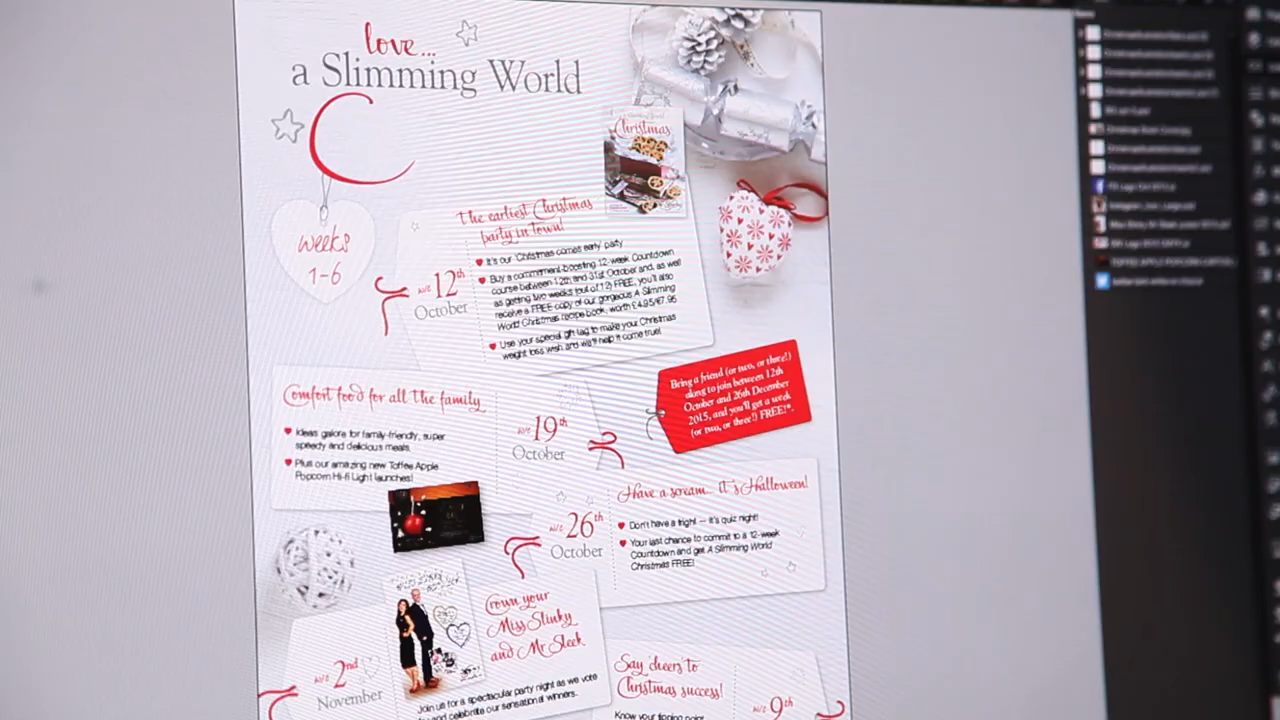 love...
a Slimming World
C
weeks
1-6
Christmas
The earliest Christmas
party in town!
w/c 12th
October
It's our 'Christmas comes early' party
Buy a commitment-boosting 12-week Countdown
course between 12th and 31st October and, as well
as getting two weeks (out of 12) FREE, you'll also
receive a FREE copy of our gorgeous A Slimming
World Christmas recipe book, worth £4.95/€7.95
Use your special gift tag to make your Christmas
weight loss wish and we'll help it come true!
Being a friend (or two, or three!)
along to join between 12th
October and 26th December
2015, and you'll get a week
(or two, or three!) FREE!*.
Comfort food for all the family
Ideas galore for family-friendly, super
speedy and delicious meals.
Plus our amazing new Toffee Apple
Popcorn Hi-fi Light launches!
w/c 19th
October
Have a scream... it's Halloween!
w/c 26th
October
Don't have a fright — it's quiz night!
Your last chance to commit to a 12-week
Countdown and get A Slimming World
Christmas FREE!
Crown your
Miss Slinky
and Mr Sleek
w/c 2nd
November
Join us for a spectacular party night as we vote
for and celebrate our sensational winners.
Say 'cheers' to
Christmas success!
w/c 9th
Know your tipping point